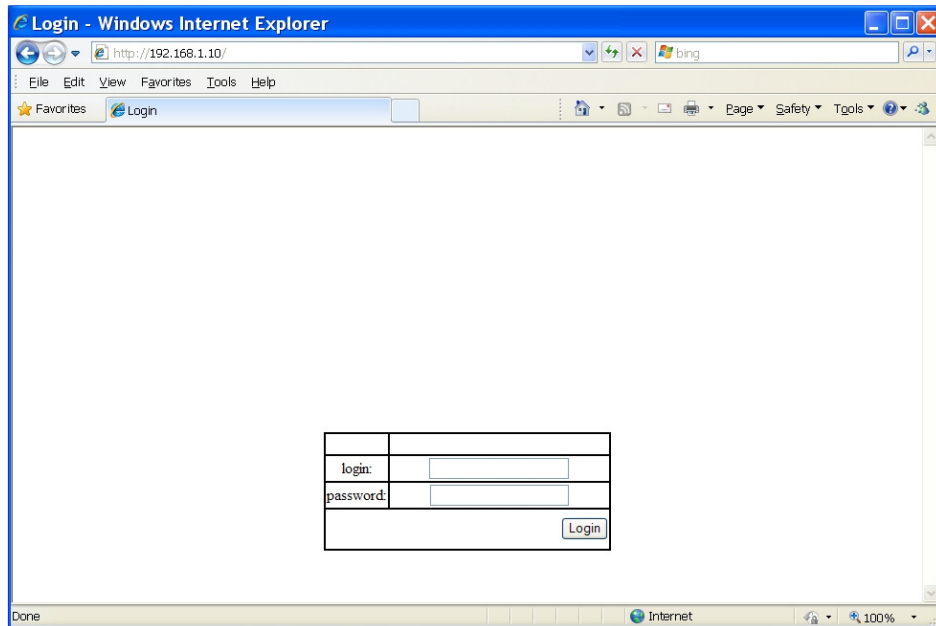 Login - Windows Internet Explorer
http://192.168.1.10/
bing
File Edit View Favorites Tools Help
Favorites Login Page Safety Tools
login:
password:
Login
Done Internet 100%